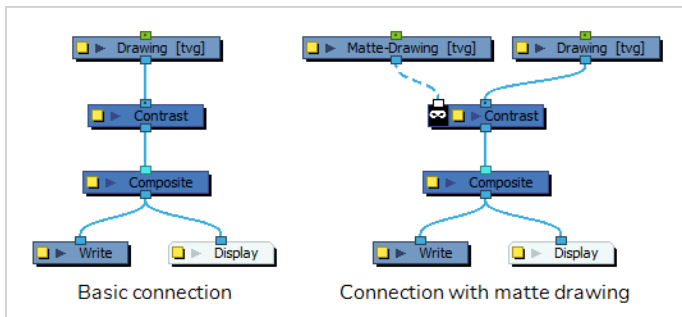 Drawing [tvg]
Matte-Drawing [tvg]
Drawing [tvg]
Contrast
Contrast
Composite
Composite
Write
Display
Write
Display
Basic connection
Connection with matte drawing